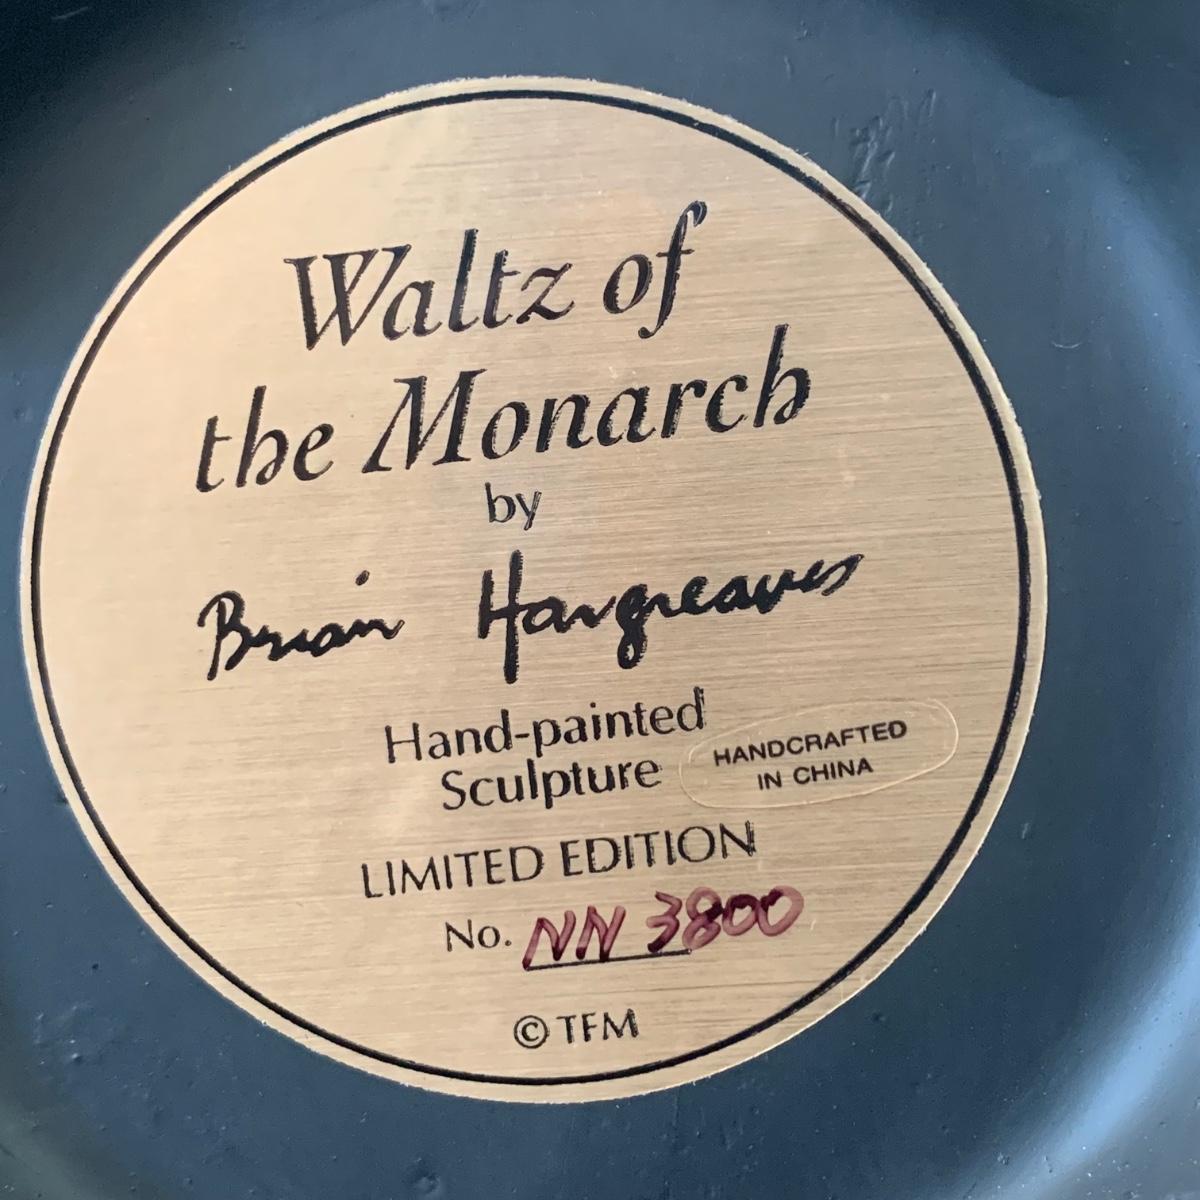 Waltz of
the Monarch
by
Brian Hargreaves
Hand-painted
Sculpture
HANDCRAFTED
IN CHINA
LIMITED EDITION
No. NN 3800
© TFM